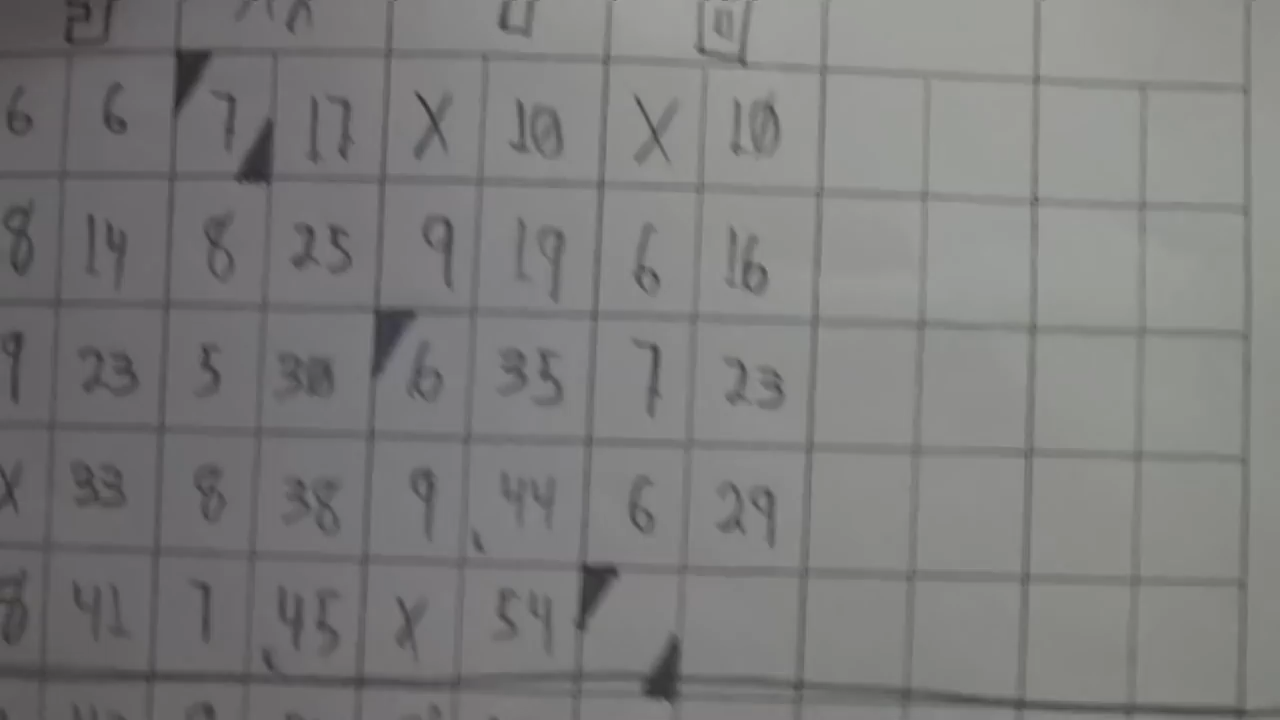 6 6 7 17 X 10 X 10
8 14 8 25 9 19 6 16
9 23 5 30 6 35 7 23
X 33 8 38 9 44 6 29
8 41 7 45 X 54